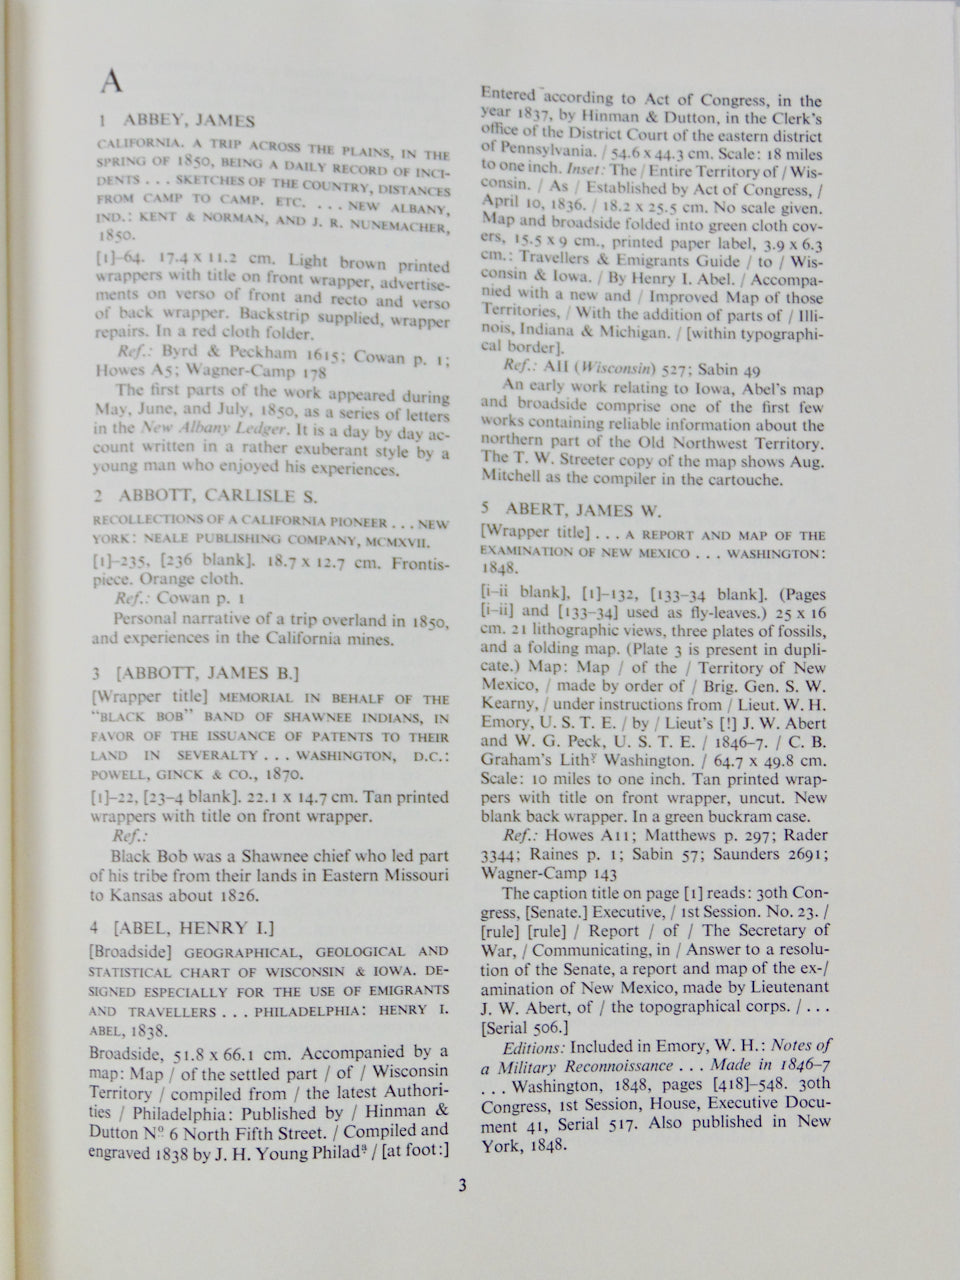 A
1 ABBEY, JAMES
CALIFORNIA. A TRIP ACROSS THE PLAINS, IN THE
SPRING OF 1850, BEING A DAILY RECORD OF INCI-
DENTS . . . SKETCHES OF THE COUNTRY, DISTANCES
FROM CAMP TO CAMP. ETC. . . . NEW ALBANY,
IND.: KENT & NORMAN, AND J. R. NUNEMACHER,
1850.
[1]–64. 17.4 x 11.2 cm. Light brown printed
wrappers with title on front wrapper, advertise-
ments on verso of front and recto and verso
of back wrapper. Backstrip supplied, wrapper
repairs. In a red cloth folder.
Ref.: Byrd & Peckham 1615; Cowan p. 1;
Howes A5; Wagner-Camp 178
The first parts of the work appeared during
May, June, and July, 1850, as a series of letters
in the New Albany Ledger. It is a day by day ac-
count written in a rather exuberant style by a
young man who enjoyed his experiences.
2 ABBOTT, CARLISLE S.
RECOLLECTIONS OF A CALIFORNIA PIONEER . . . NEW
YORK: NEALE PUBLISHING COMPANY, MCMXVII.
[1]–235, [236 blank]. 18.7 x 12.7 cm. Frontis-
piece. Orange cloth.
Ref.: Cowan p. 1
Personal narrative of a trip overland in 1850,
and experiences in the California mines.
3 [ABBOTT, JAMES B.]
[Wrapper title] MEMORIAL IN BEHALF OF THE
"BLACK BOB" BAND OF SHAWNEE INDIANS, IN
FAVOR OF THE ISSUANCE OF PATENTS TO THEIR
LAND IN SEVERALTY . . . WASHINGTON, D.C.:
POWELL, GINCK & CO., 1870.
[1]–22, [23–4 blank]. 22.1 x 14.7 cm. Tan printed
wrappers with title on front wrapper.
Ref.:
Black Bob was a Shawnee chief who led part
of his tribe from their lands in Eastern Missouri
to Kansas about 1826.
4 [ABEL, HENRY I.]
[Broadside] GEOGRAPHICAL, GEOLOGICAL AND
STATISTICAL CHART OF WISCONSIN & IOWA. DE-
SIGNED ESPECIALLY FOR THE USE OF EMIGRANTS
AND TRAVELLERS . . . PHILADELPHIA: HENRY I.
ABEL, 1838.
Broadside, 51.8 x 66.1 cm. Accompanied by a
map: Map / of the settled part / of / Wisconsin
Territory / compiled from / the latest Authori-
ties / Philadelphia: Published by / Hinman &
Dutton Nº 6 North Fifth Street. / Compiled and
engraved 1838 by J. H. Young Philadª / [at foot:]
Entered according to Act of Congress, in the
year 1837, by Hinman & Dutton, in the Clerk's
office of the District Court of the eastern district
of Pennsylvania. / 54.6 x 44.3 cm. Scale: 18 miles
to one inch. Inset: The / Entire Territory of / Wis-
consin. / As / Established by Act of Congress, /
April 10, 1836. / 18.2 x 25.5 cm. No scale given.
Map and broadside folded into green cloth cov-
ers, 15.5 x 9 cm., printed paper label, 3.9 x 6.3
cm.: Travellers & Emigrants Guide / to / Wis-
consin & Iowa. / By Henry I. Abel. / Accompa-
nied with a new and / Improved Map of those
Territories, / With the addition of parts of / Illi-
nois, Indiana & Michigan. / [within typographi-
cal border].
Ref.: AII (Wisconsin) 527; Sabin 49
An early work relating to Iowa, Abel's map
and broadside comprise one of the first few
works containing reliable information about the
northern part of the Old Northwest Territory.
The T. W. Streeter copy of the map shows Aug.
Mitchell as the compiler in the cartouche.
5 ABERT, JAMES W.
[Wrapper title] . . . A REPORT AND MAP OF THE
EXAMINATION OF NEW MEXICO . . . WASHINGTON:
1848.
[i–ii blank], [1]–132, [133–34 blank]. (Pages
[i–ii] and [133–34] used as fly-leaves.) 25 x 16
cm. 21 lithographic views, three plates of fossils,
and a folding map. (Plate 3 is present in dupli-
cate.) Map: Map / of the / Territory of New
Mexico, / made by order of / Brig. Gen. S. W.
Kearny, / under instructions from / Lieut. W. H.
Emory, U. S. T. E. / by / Lieut's [!] J. W. Abert
and W. G. Peck, U. S. T. E. / 1846–7. / C. B.
Graham's Lithʸ Washington. / 64.7 x 49.8 cm.
Scale: 10 miles to one inch. Tan printed wrap-
pers with title on front wrapper, uncut. New
blank back wrapper. In a green buckram case.
Ref.: Howes A11; Matthews p. 297; Rader
3344; Raines p. 1; Sabin 57; Saunders 2691;
Wagner-Camp 143
The caption title on page [1] reads: 30th Con-
gress, [Senate.] Executive, / 1st Session. No. 23. /
[rule] [rule] / Report / of / The Secretary of
War, / Communicating, in / Answer to a resolu-
tion of the Senate, a report and map of the ex-/
amination of New Mexico, made by Lieutenant
J. W. Abert, of / the topographical corps. / . . .
[Serial 506.]
Editions: Included in Emory, W. H.: Notes of
a Military Reconnoissance . . . Made in 1846–7
. . . Washington, 1848, pages [418]–548. 30th
Congress, 1st Session, House, Executive Docu-
ment 41, Serial 517. Also published in New
York, 1848.
3